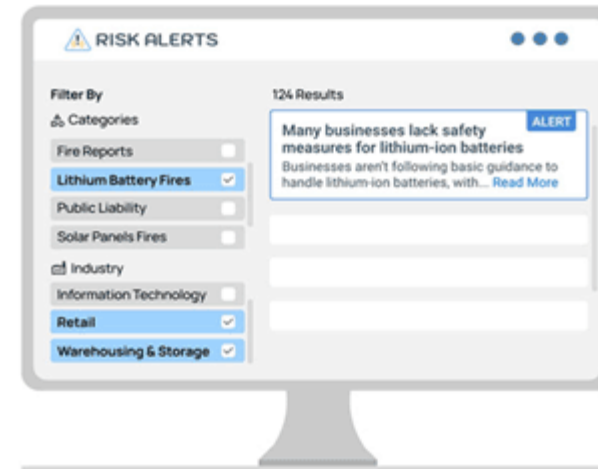 RISK ALERTS
Filter By
Categories
Fire Reports
Lithium Battery Fires
Public Liability
Solar Panels Fires
Industry
Information Technology
Retail
Warehousing & Storage
124 Results
ALERT
Many businesses lack safety
measures for lithium-ion batteries
Businesses aren't following basic guidance to
handle lithium-ion batteries, with... Read More